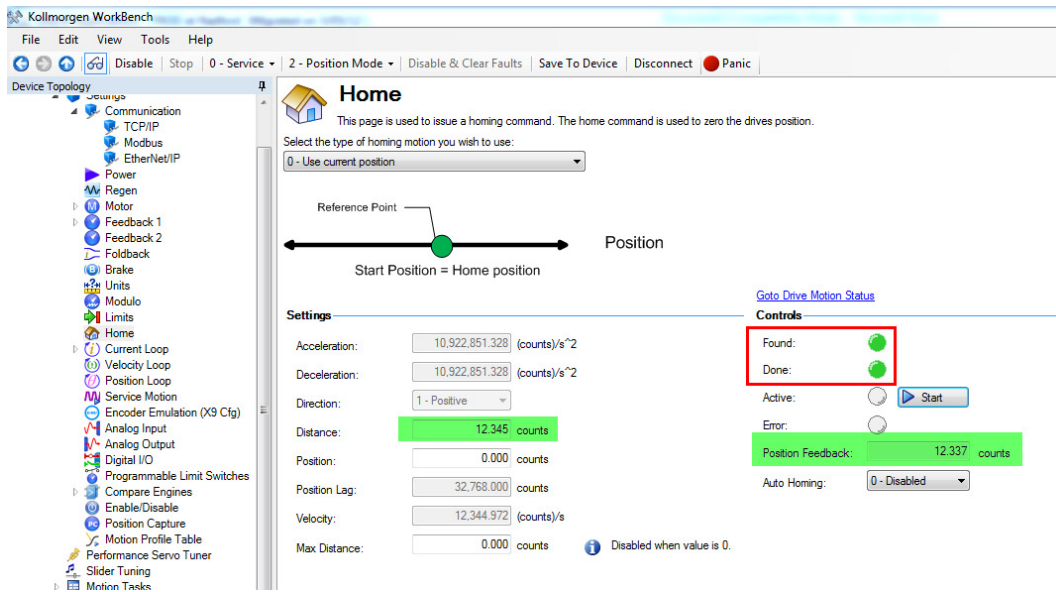 Kollmorgen WorkBench
File Edit View Tools Help
Disable Stop 0 - Service 2 - Position Mode Disable & Clear Faults Save To Device Disconnect Panic
Device Topology
Settings
Communication
TCP/IP
Modbus
EtherNet/IP
Power
Regen
Motor
Feedback 1
Feedback 2
Foldback
Brake
Units
Modulo
Limits
Home
Current Loop
Velocity Loop
Position Loop
Service Motion
Encoder Emulation (X9 Cfg)
Analog Input
Analog Output
Digital I/O
Programmable Limit Switches
Compare Engines
Enable/Disable
Position Capture
Motion Profile Table
Performance Servo Tuner
Slider Tuning
Motion Tasks
Home
This page is used to issue a homing command. The home command is used to zero the drives position.
Select the type of homing motion you wish to use:
0 - Use current position
Reference Point
Position
Start Position = Home position
Settings
Acceleration: 10,922,851.328 (counts)/s^2
Deceleration: 10,922,851.328 (counts)/s^2
Direction: 1 - Positive
Distance: 12.345 counts
Position: 0.000 counts
Position Lag: 32,768.000 counts
Velocity: 12,344.972 (counts)/s
Max Distance: 0.000 counts Disabled when value is 0.
Goto Drive Motion Status
Controls
Found:
Done:
Active: Start
Error:
Position Feedback: 12.337 counts
Auto Homing: 0 - Disabled